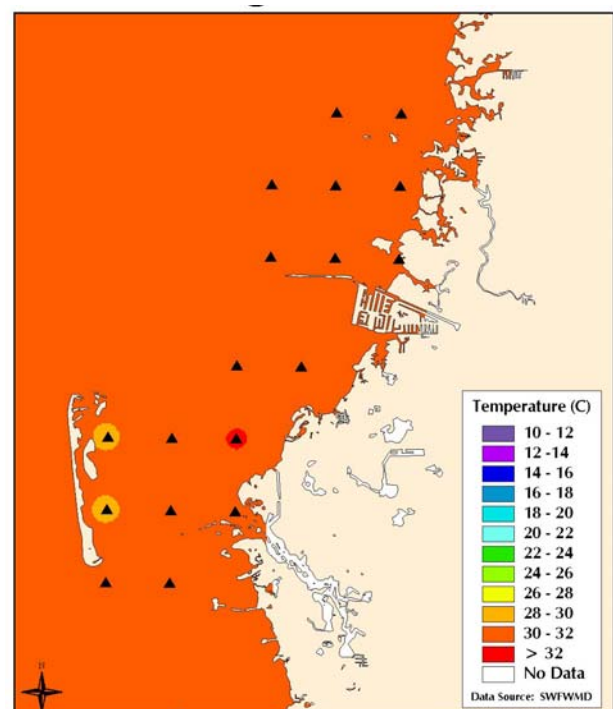 Temperature (C)
10 - 12
12 -14
14 - 16
16 - 18
18 - 20
20 - 22
22 - 24
24 - 26
26 - 28
28 - 30
30 - 32
> 32
No Data
Data Source: SWFWMD
N